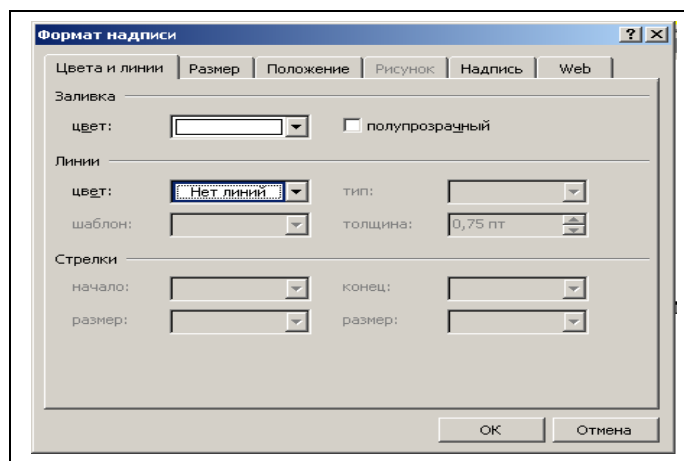 Формат надписи
Цвета и линии Размер Положение Рисунок Надпись Web
Заливка
цвет: полупрозрачный
Линии
цвет: Нет линий тип:
шаблон: толщина: 0,75 пт
Стрелки
начало: конец:
размер: размер:
ОК Отмена